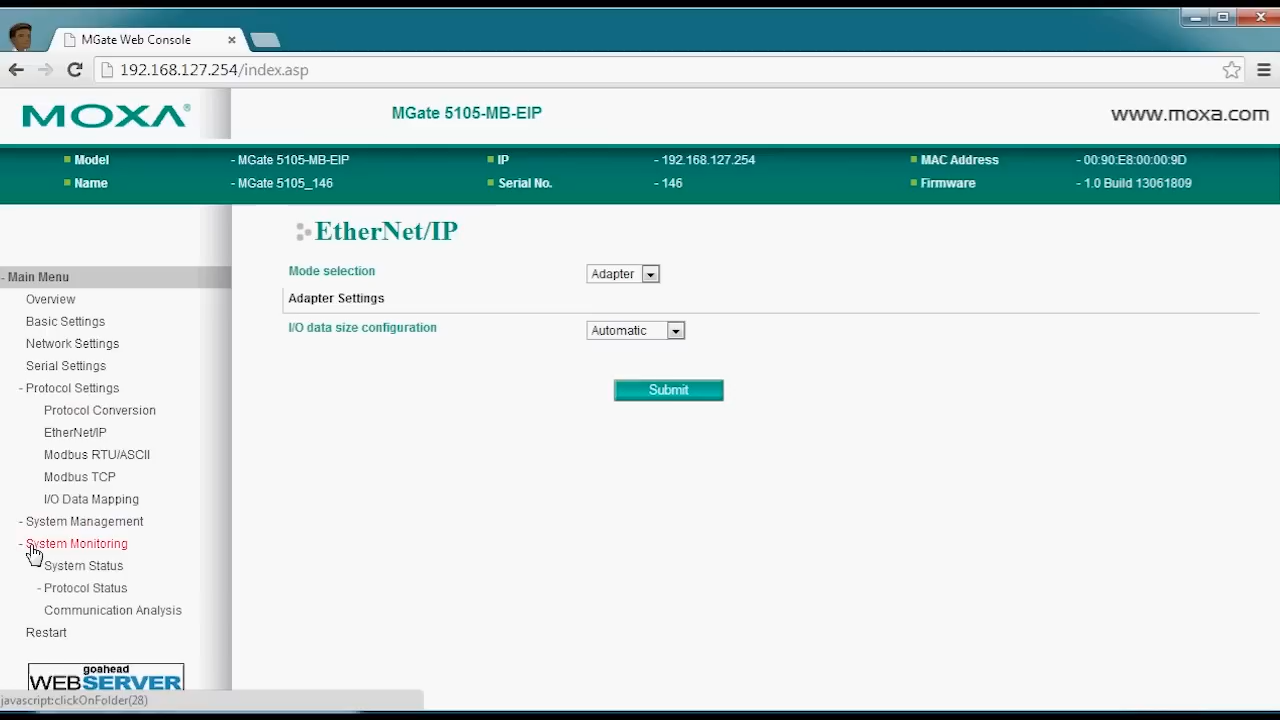 MGate Web Console
192.168.127.254/index.asp
MOXA®
MGate 5105-MB-EIP
www.moxa.com
Model - MGate 5105-MB-EIP IP - 192.168.127.254 MAC Address - 00:90:E8:00:00:9D
Name - MGate 5105_146 Serial No. - 146 Firmware - 1.0 Build 13061809
EtherNet/IP
Mode selection Adapter
Adapter Settings
I/O data size configuration Automatic
Submit
- Main Menu
Overview
Basic Settings
Network Settings
Serial Settings
- Protocol Settings
Protocol Conversion
EtherNet/IP
Modbus RTU/ASCII
Modbus TCP
I/O Data Mapping
- System Management
- System Monitoring
System Status
- Protocol Status
Communication Analysis
Restart
goahead
WEBSERVER
javascript:clickOnFolder(28)